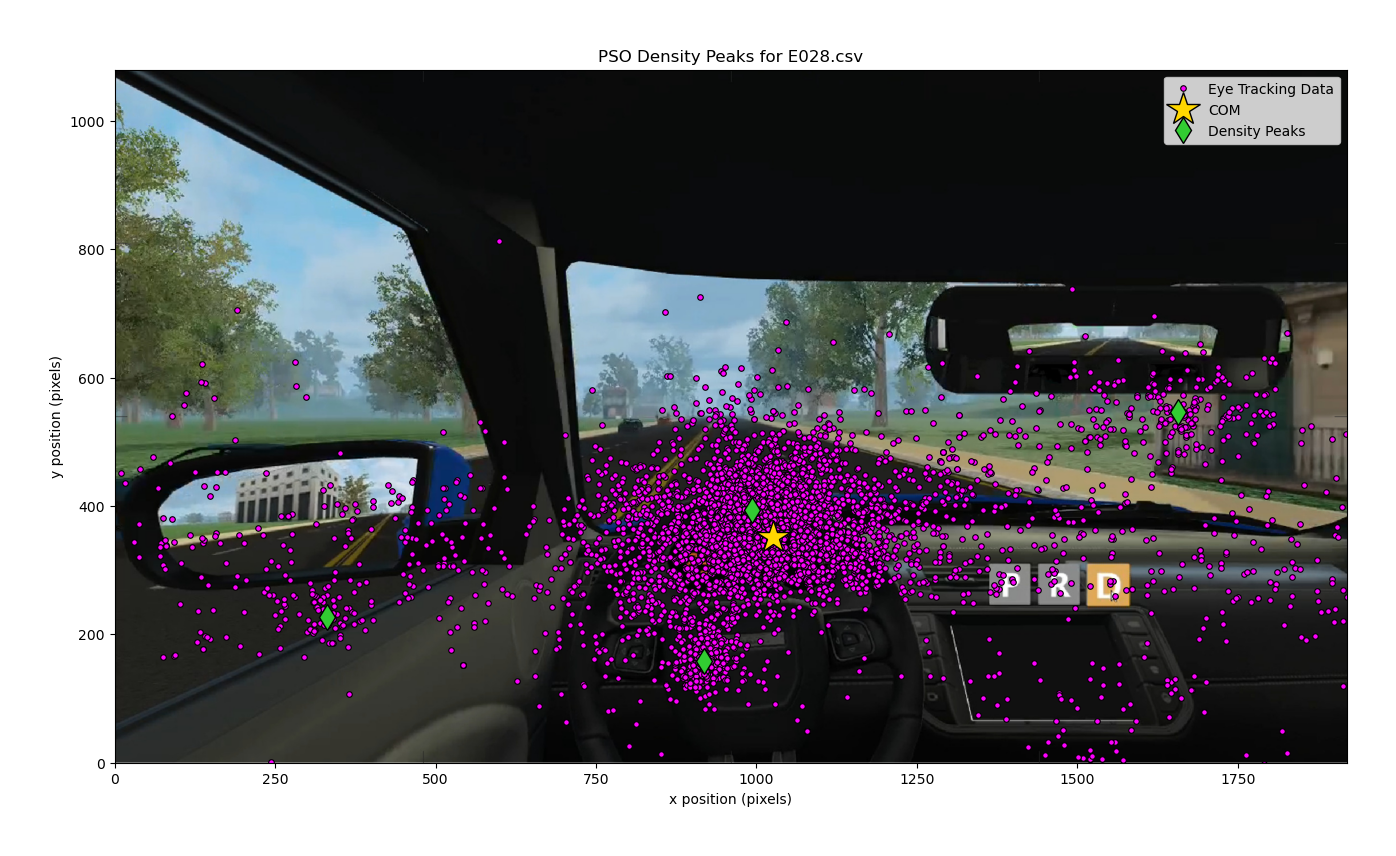 PSO Density Peaks for E028.csv
Eye Tracking Data
COM
Density Peaks
y position (pixels)
1000
800
600
400
200
0
P R D
0 250 500 750 1000 1250 1500 1750
x position (pixels)